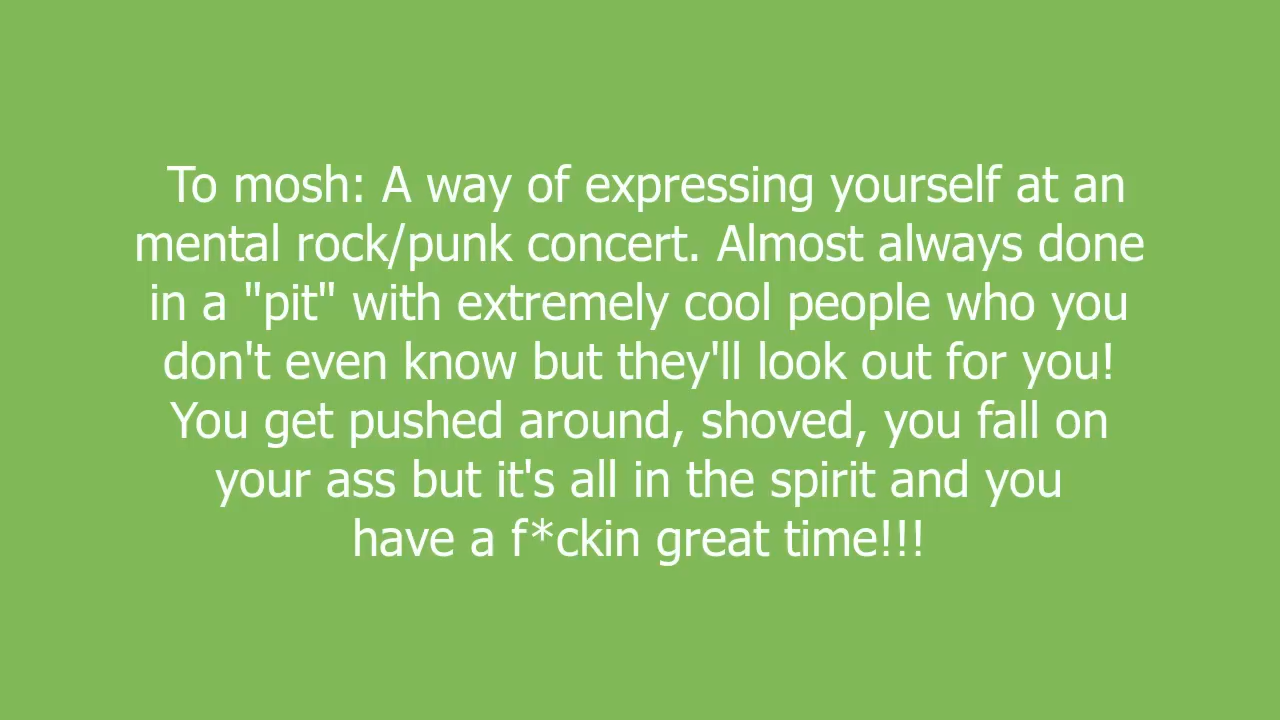 To mosh: A way of expressing yourself at an
mental rock/punk concert. Almost always done
in a "pit" with extremely cool people who you
don't even know but they'll look out for you!
You get pushed around, shoved, you fall on
your ass but it's all in the spirit and you
have a f*ckin great time!!!